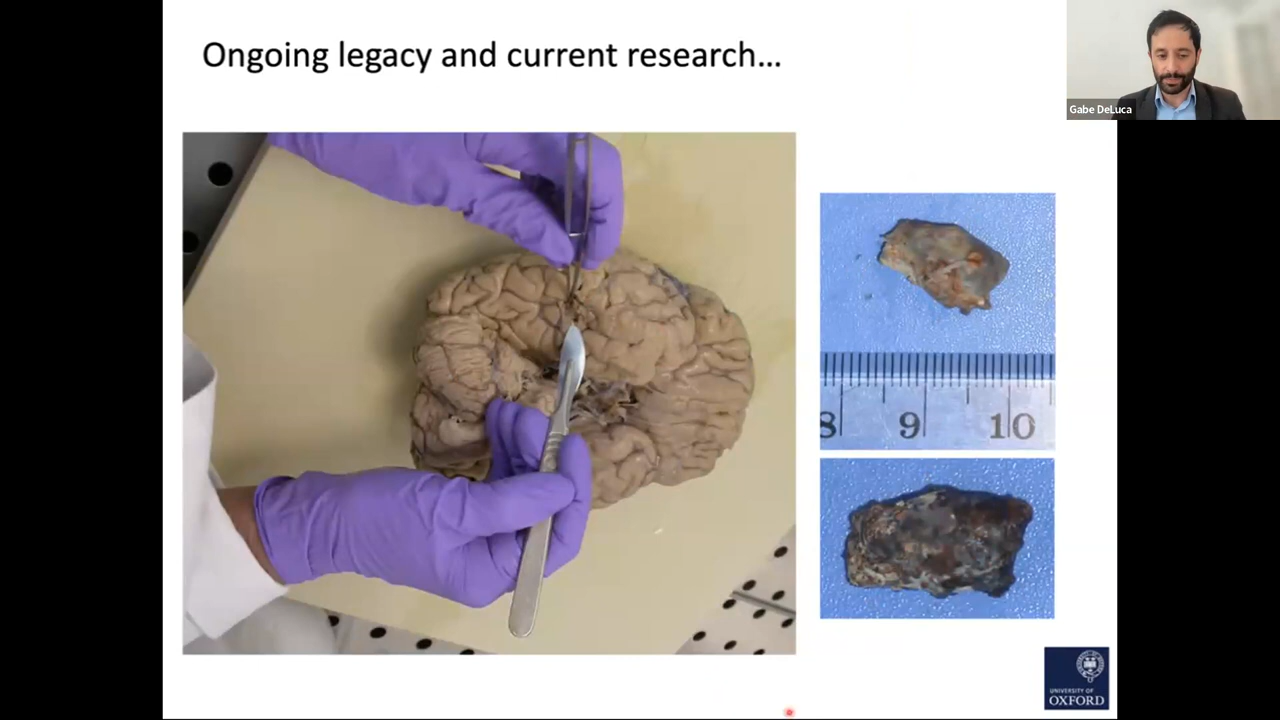 Ongoing legacy and current research...
Gabe DeLuca
8 9 10
UNIVERSITY OF
OXFORD